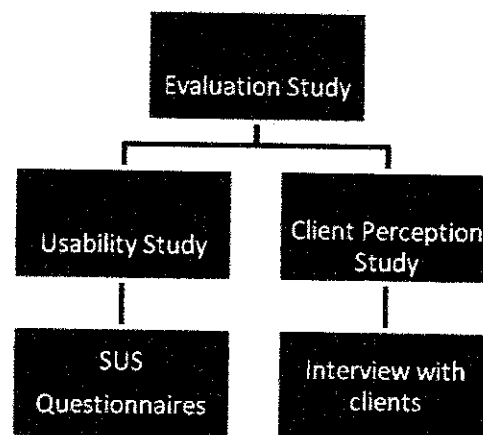 Evaluation Study
Usability Study
Client Perception
Study
SUS
Questionnaires
Interview with
clients